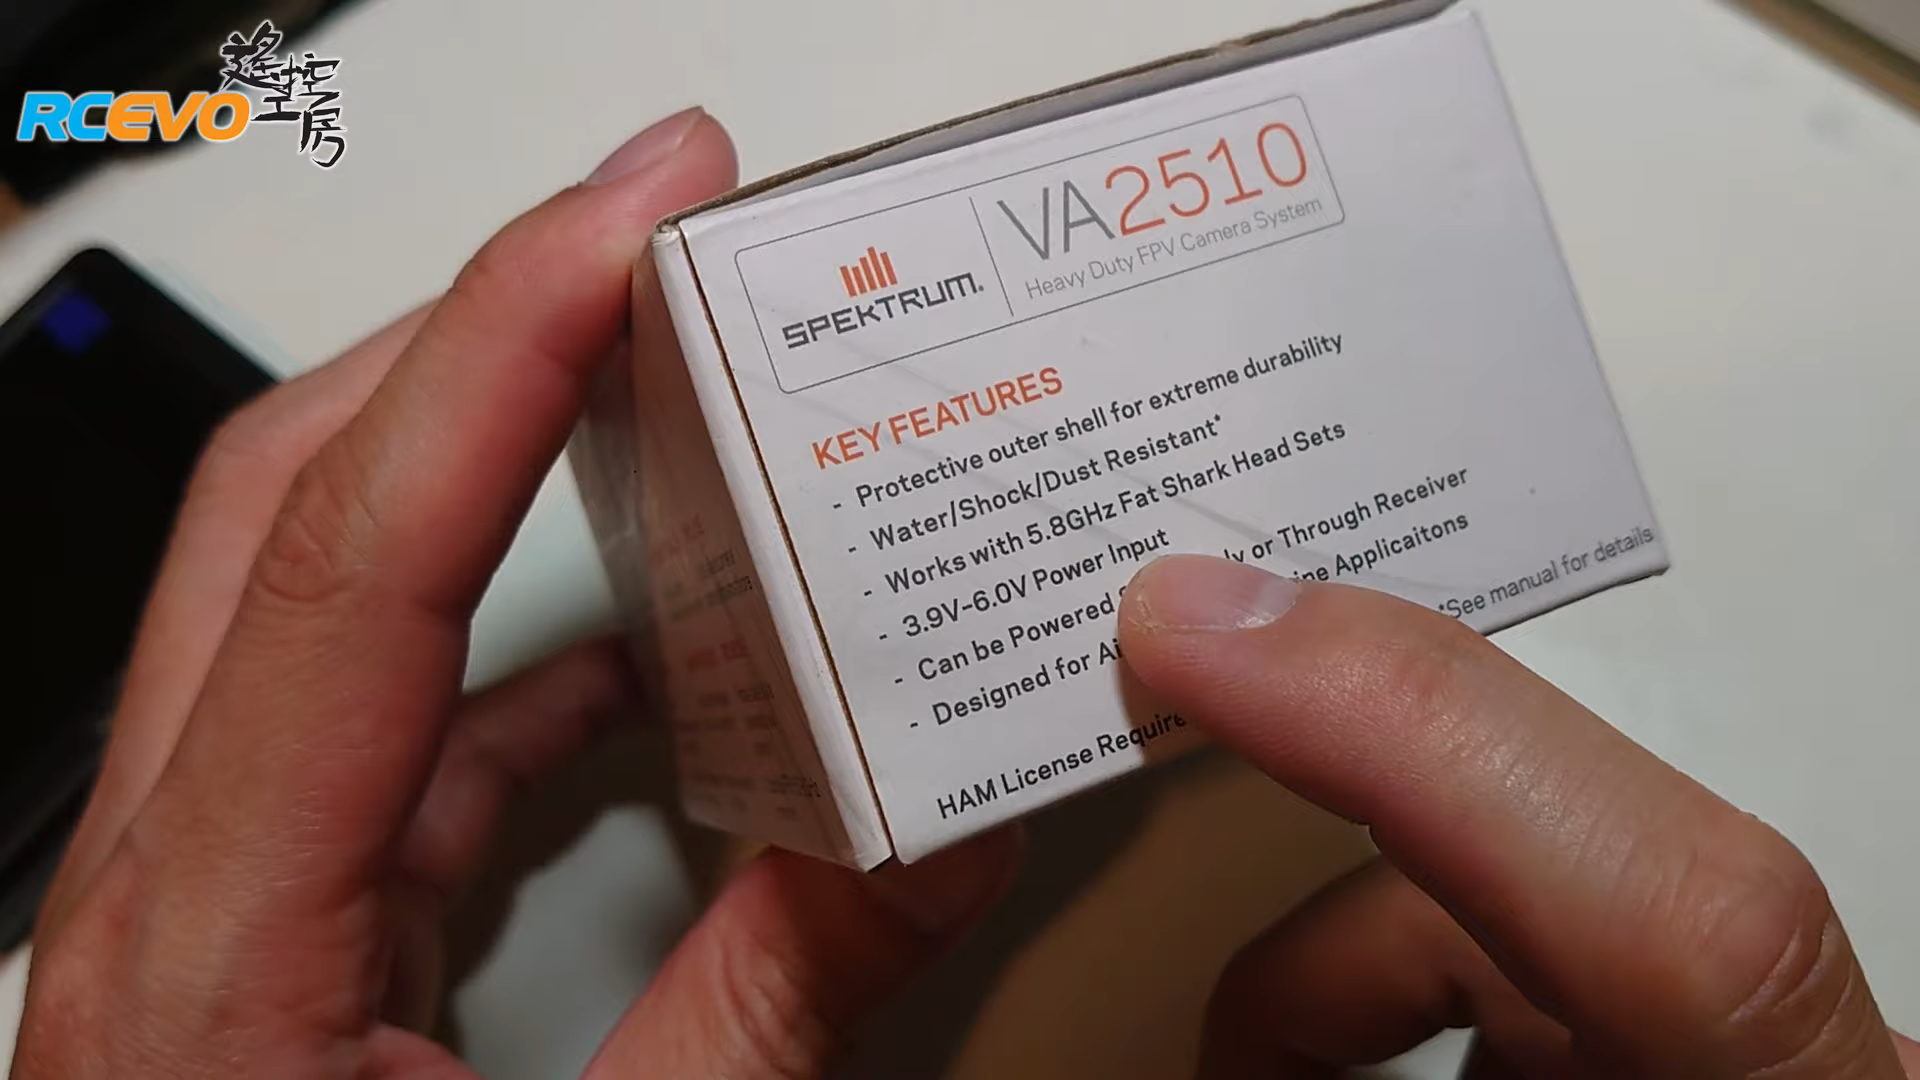 遙控工房
RCEVO
SPEKTRUM
VA2510
Heavy Duty FPV Camera System
KEY FEATURES
- Protective outer shell for extreme durability
- Water/Shock/Dust Resistant*
- Works with 5.8GHz Fat Shark Head Sets
- 3.9V-6.0V Power Input
- Can be Powered or Through Receiver
- Designed for Applicaitons
HAM License
*See manual for details